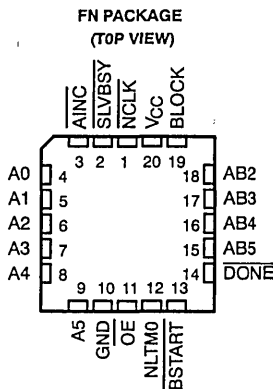 FN PACKAGE
(TOP VIEW)
AINC
SLVBSY
NCLK
VCC
BLOCK
3 2 1 20 19
A0 4 18 AB2
A1 5 17 AB3
A2 6 16 AB4
A3 7 15 AB5
A4 8 14 DONE
9 10 11 12 13
A5
GND
OE
NLTM0
BSTART